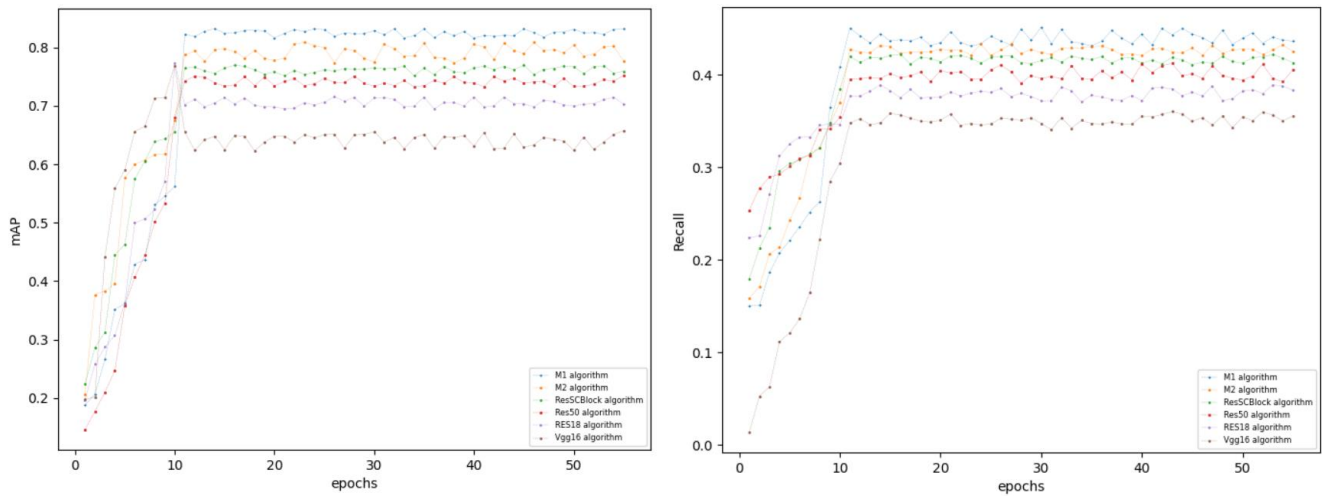 mAP
0.8
0.7
0.6
0.5
0.4
0.3
0.2
0
10
20
30
40
50
epochs
M1 algorithm
M2 algorithm
ResSCBlock algorithm
Res50 algorithm
RES18 algorithm
Vgg16 algorithm
Recall
0.4
0.3
0.2
0.1
0.0
0
10
20
30
40
50
epochs
M1 algorithm
M2 algorithm
ResSCBlock algorithm
Res50 algorithm
RES18 algorithm
Vgg16 algorithm